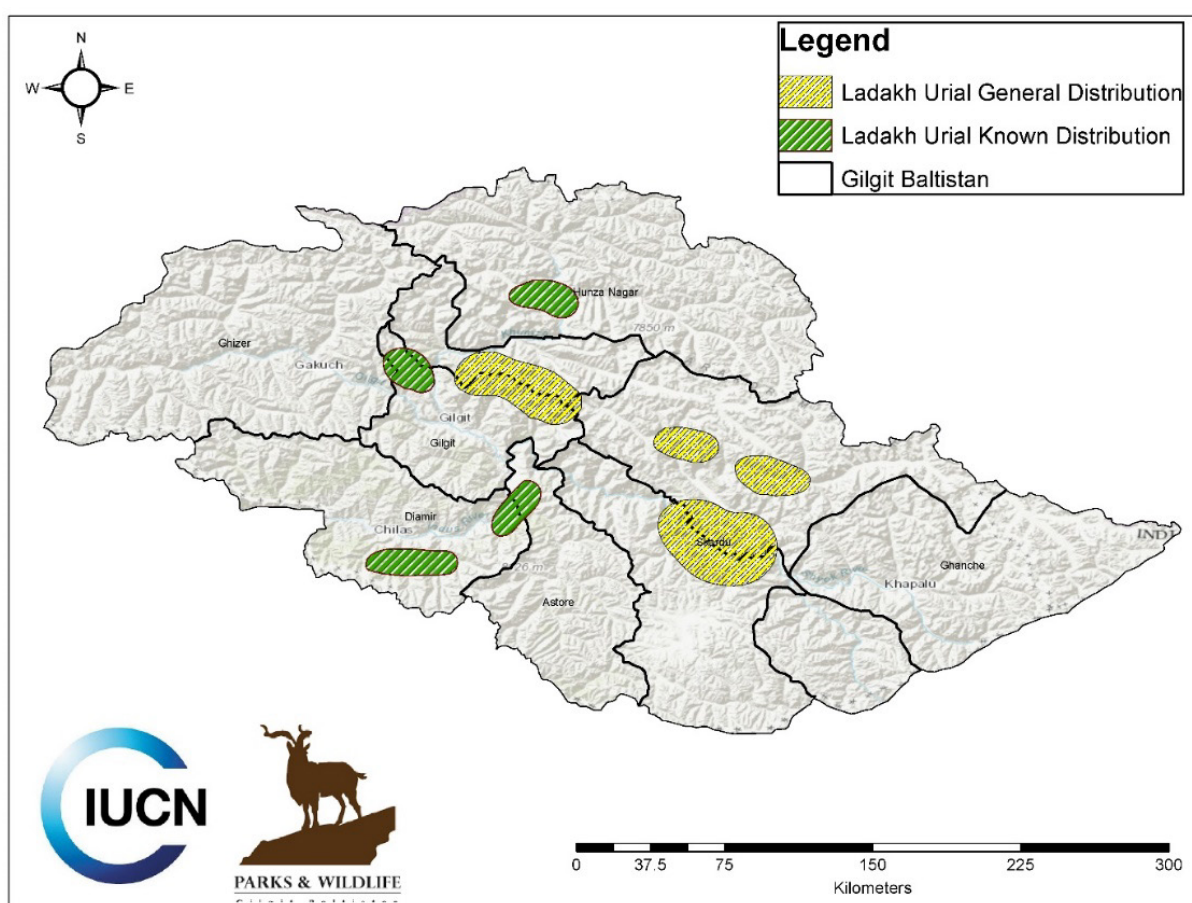 N
W E
S
Legend
Ladakh Urial General Distribution
Ladakh Urial Known Distribution
Gilgit Baltistan
Hunza Nagar
7850 m
Ghizer
Gakuch
Gilgit
Gilgit
Diamir
Chilas
Skardu
INDI
Ghanche
Khapalu
Astore
IUCN
PARKS & WILDLIFE
0 37.5 75 150 225 300
Kilometers